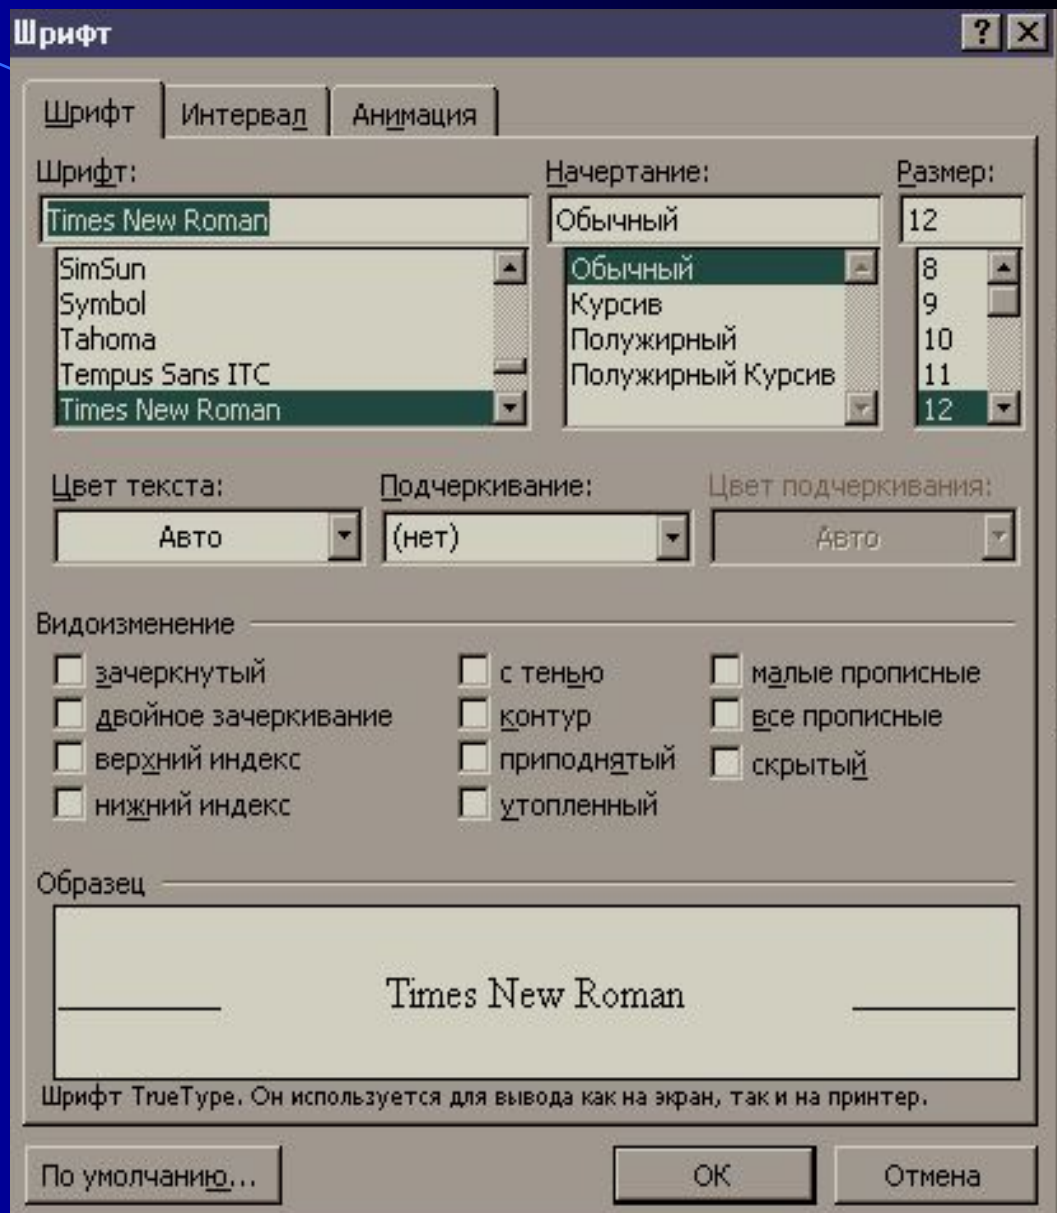 Шрифт
Шрифт Интервал Анимация
Шрифт: Начертание: Размер:
Times New Roman Обычный 12
SimSun Обычный 8
Symbol Курсив 9
Tahoma Полужирный 10
Tempus Sans ITC Полужирный Курсив 11
Times New Roman 12
Цвет текста: Подчеркивание: Цвет подчеркивания:
Авто (нет) Авто
Видоизменение
зачеркнутый с тенью малые прописные
двойное зачеркивание контур все прописные
верхний индекс приподнятый скрытый
нижний индекс утопленный
Образец
Times New Roman
Шрифт TrueType. Он используется для вывода как на экран, так и на принтер.
По умолчанию... ОК Отмена